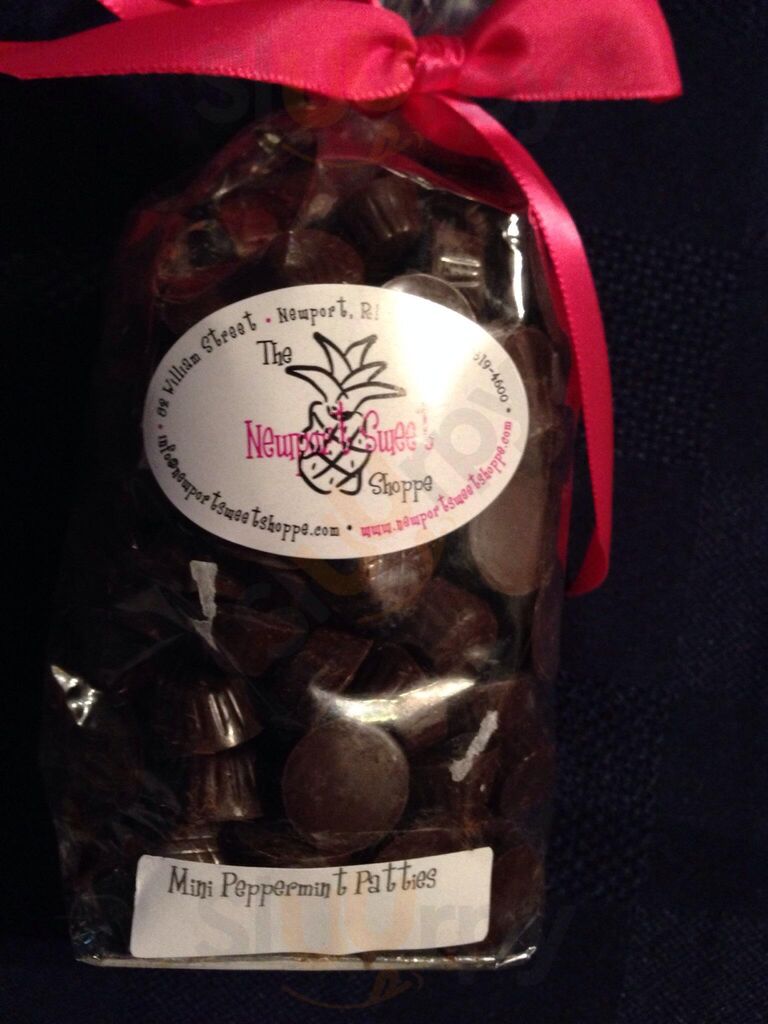 William Street • Newport, RI
The
Newport Sweet
Shoppe
info@newportsweetshoppe.com • www.newportsweetshoppe.com
Mini Peppermint Patties